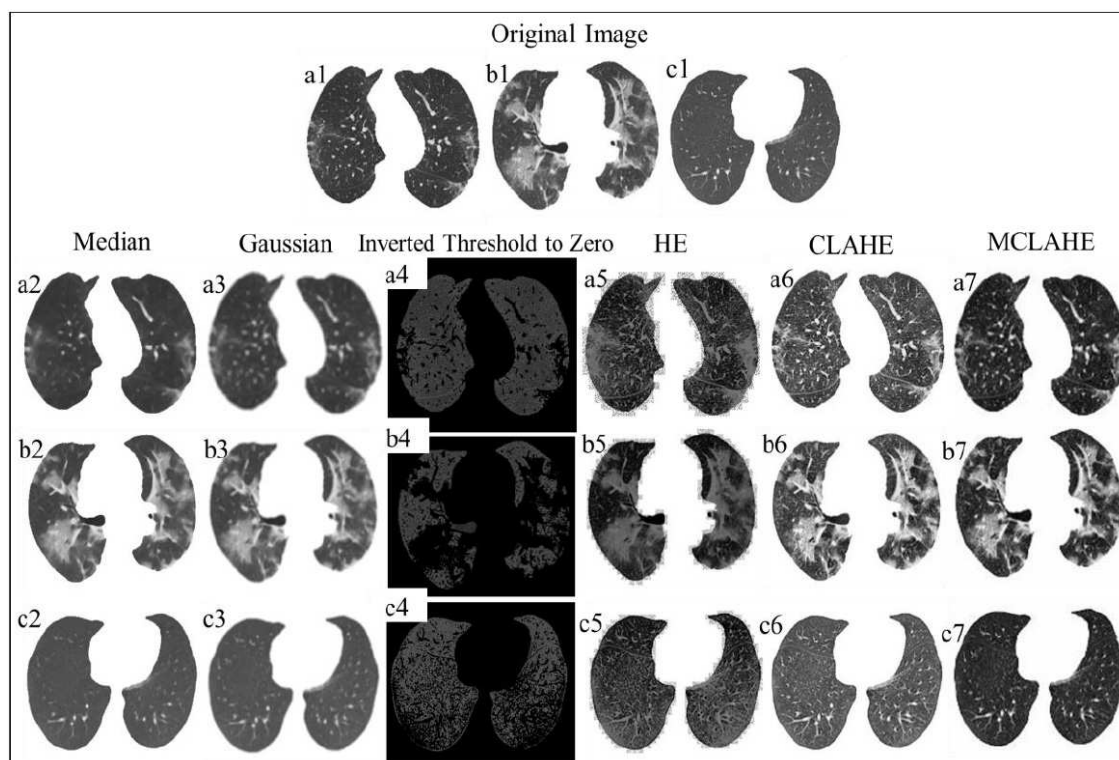 Original Image
a1 b1 c1
Median Gaussian Inverted Threshold to Zero HE CLAHE MCLAHE
a2 a3 a4 a5 a6 a7
b2 b3 b4 b5 b6 b7
c2 c3 c4 c5 c6 c7